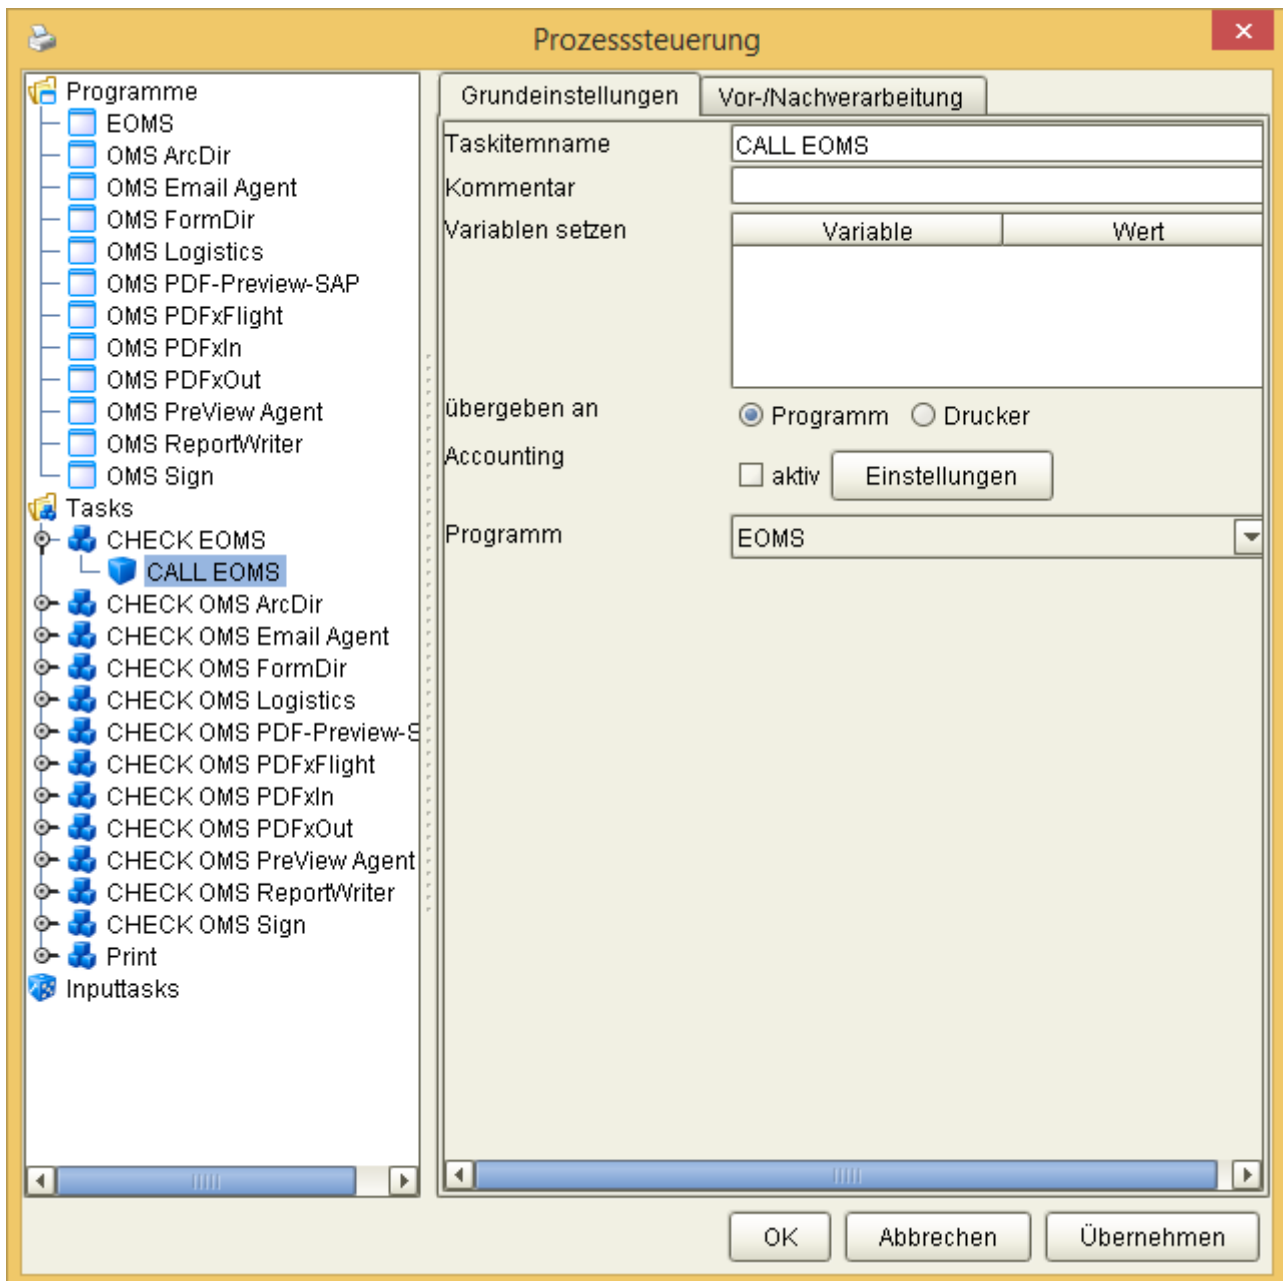 Prozesssteuerung
Programme
EOMS
OMS ArcDir
OMS Email Agent
OMS FormDir
OMS Logistics
OMS PDF-Preview-SAP
OMS PDFxFlight
OMS PDFxIn
OMS PDFxOut
OMS PreView Agent
OMS ReportWriter
OMS Sign
Tasks
CHECK EOMS
CALL EOMS
CHECK OMS ArcDir
CHECK OMS Email Agent
CHECK OMS FormDir
CHECK OMS Logistics
CHECK OMS PDF-Preview-S
CHECK OMS PDFxFlight
CHECK OMS PDFxIn
CHECK OMS PDFxOut
CHECK OMS PreView Agent
CHECK OMS ReportWriter
CHECK OMS Sign
Print
Inputtasks
Grundeinstellungen Vor-/Nachverarbeitung
Taskitemname CALL EOMS
Kommentar
Variablen setzen Variable Wert
übergeben an Programm Drucker
Accounting aktiv Einstellungen
Programm EOMS
OK Abbrechen Übernehmen